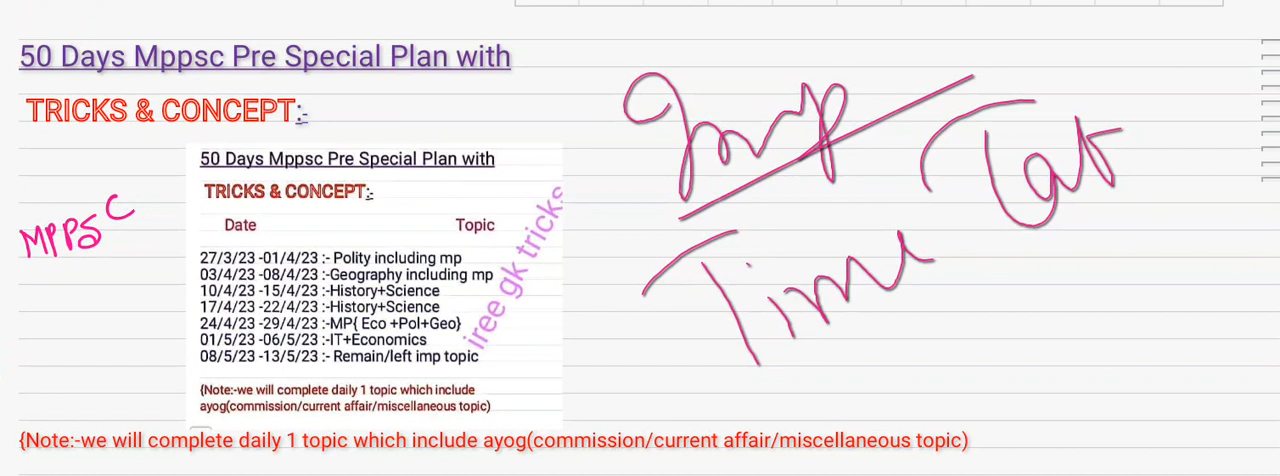 50 Days Mppsc Pre Special Plan with
TRICKS & CONCEPT:-
50 Days Mppsc Pre Special Plan with
TRICKS & CONCEPT:-
Date Topic
27/3/23 -01/4/23 :- Polity including mp
03/4/23 -08/4/23 :-Geography including mp
10/4/23 -15/4/23 :-History+Science
17/4/23 -22/4/23 :-History+Science
24/4/23 -29/4/23 :-MP{ Eco +Pol+Geo}
01/5/23 -06/5/23 :-IT+Economics
08/5/23 -13/5/23 :- Remain/left imp topic
{Note:-we will complete daily 1 topic which include
ayog(commission/current affair/miscellaneous topic)
iree gk tricks
MPPSC
Imp
Time
{Note:-we will complete daily 1 topic which include ayog(commission/current affair/miscellaneous topic)